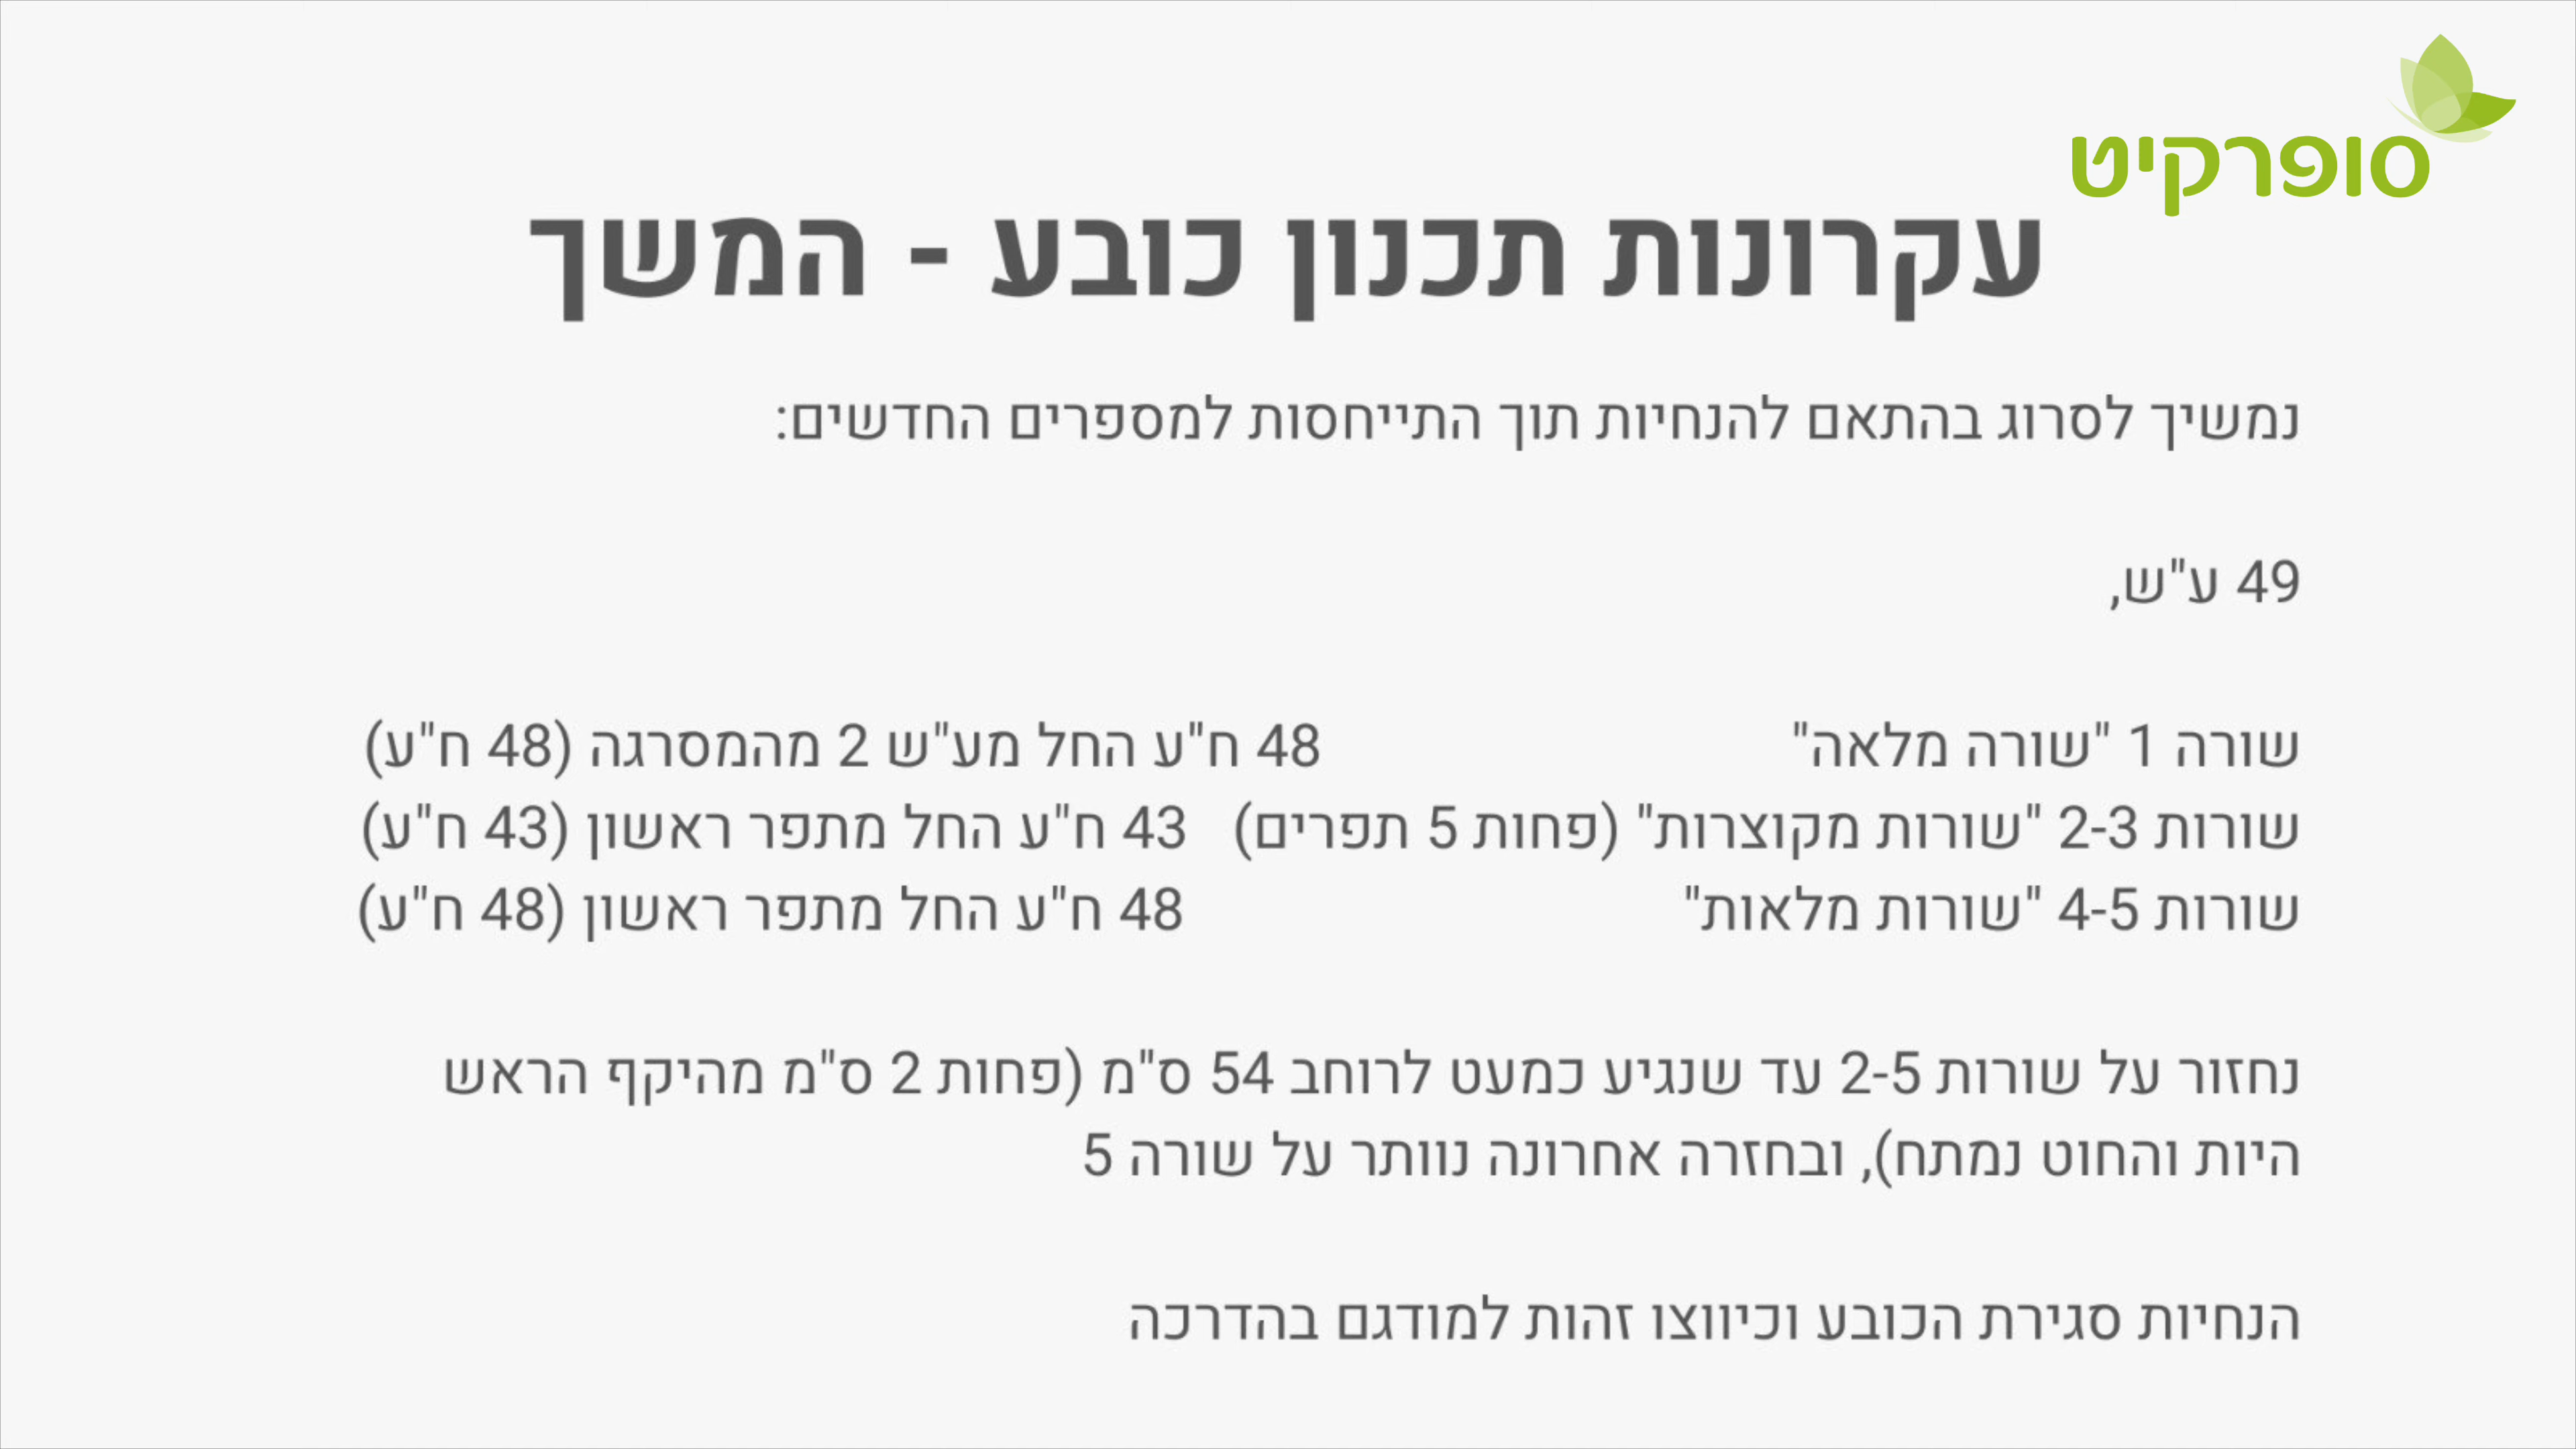 סופרקיט
עקרונות תכנון כובע - המשך
נמשיך לסרוג בהתאם להנחיות תוך התייחסות למספרים החדשים:
49 ע"ש,
שורה 1 "שורה מלאה" 48 ח"ע החל מע"ש 2 מהמסרגה (48 ח"ע)
שורות 2-3 "שורות מקוצרות" (פחות 5 תפרים) 43 ח"ע החל מתפר ראשון (43 ח"ע)
שורות 4-5 "שורות מלאות" 48 ח"ע החל מתפר ראשון (48 ח"ע)
נחזור על שורות 2-5 עד שנגיע כמעט לרוחב 54 ס"מ (פחות 2 ס"מ מהיקף הראש
היות והחוט נמתח), ובחזרה אחרונה נוותר על שורה 5
הנחיות סגירת הכובע וכיווצו זהות למודגם בהדרכה